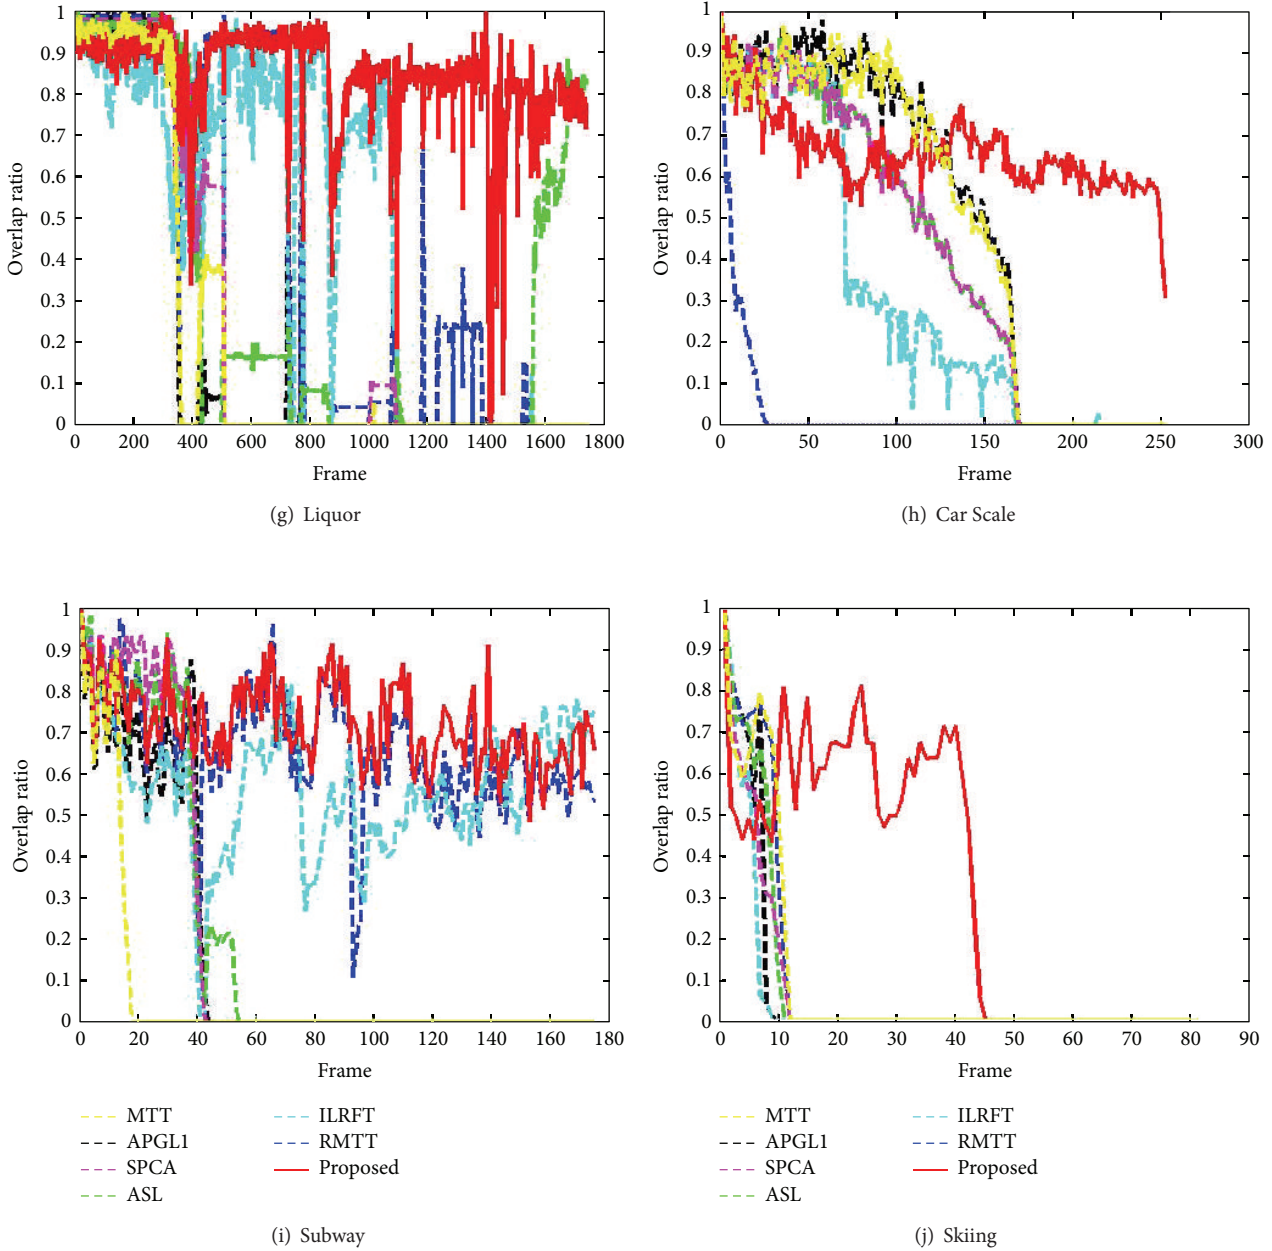 1
0.9
0.8
0.7
0.6
0.5
0.4
0.3
0.2
0.1
0
Overlap ratio
0 200 400 600 800 1000 1200 1400 1600 1800
Frame
(g) Liquor
1
0.9
0.8
0.7
0.6
0.5
0.4
0.3
0.2
0.1
0
Overlap ratio
0 50 100 150 200 250 300
Frame
(h) Car Scale
1
0.9
0.8
0.7
0.6
0.5
0.4
0.3
0.2
0.1
0
Overlap ratio
0 20 40 60 80 100 120 140 160 180
Frame
MTT
APGL1
SPCA
ASL
ILRFT
RMTT
Proposed
(i) Subway
1
0.9
0.8
0.7
0.6
0.5
0.4
0.3
0.2
0.1
0
Overlap ratio
0 10 20 30 40 50 60 70 80 90
Frame
MTT
APGL1
SPCA
ASL
ILRFT
RMTT
Proposed
(j) Skiing